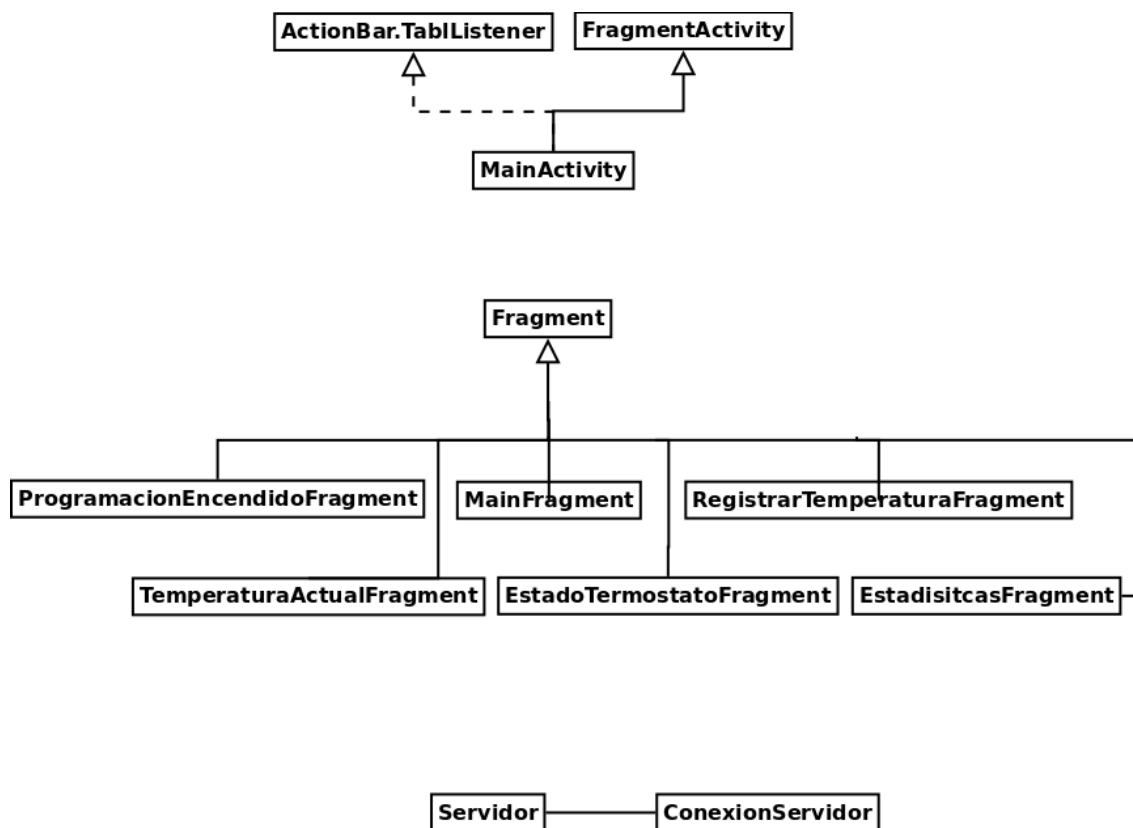 ActionBar.TablListener
FragmentActivity
MainActivity
Fragment
ProgramacionEncendidoFragment
MainFragment
RegistrarTemperaturaFragment
TemperaturaActualFragment
EstadoTermostatoFragment
EstadisitcasFragment
Servidor
ConexionServidor